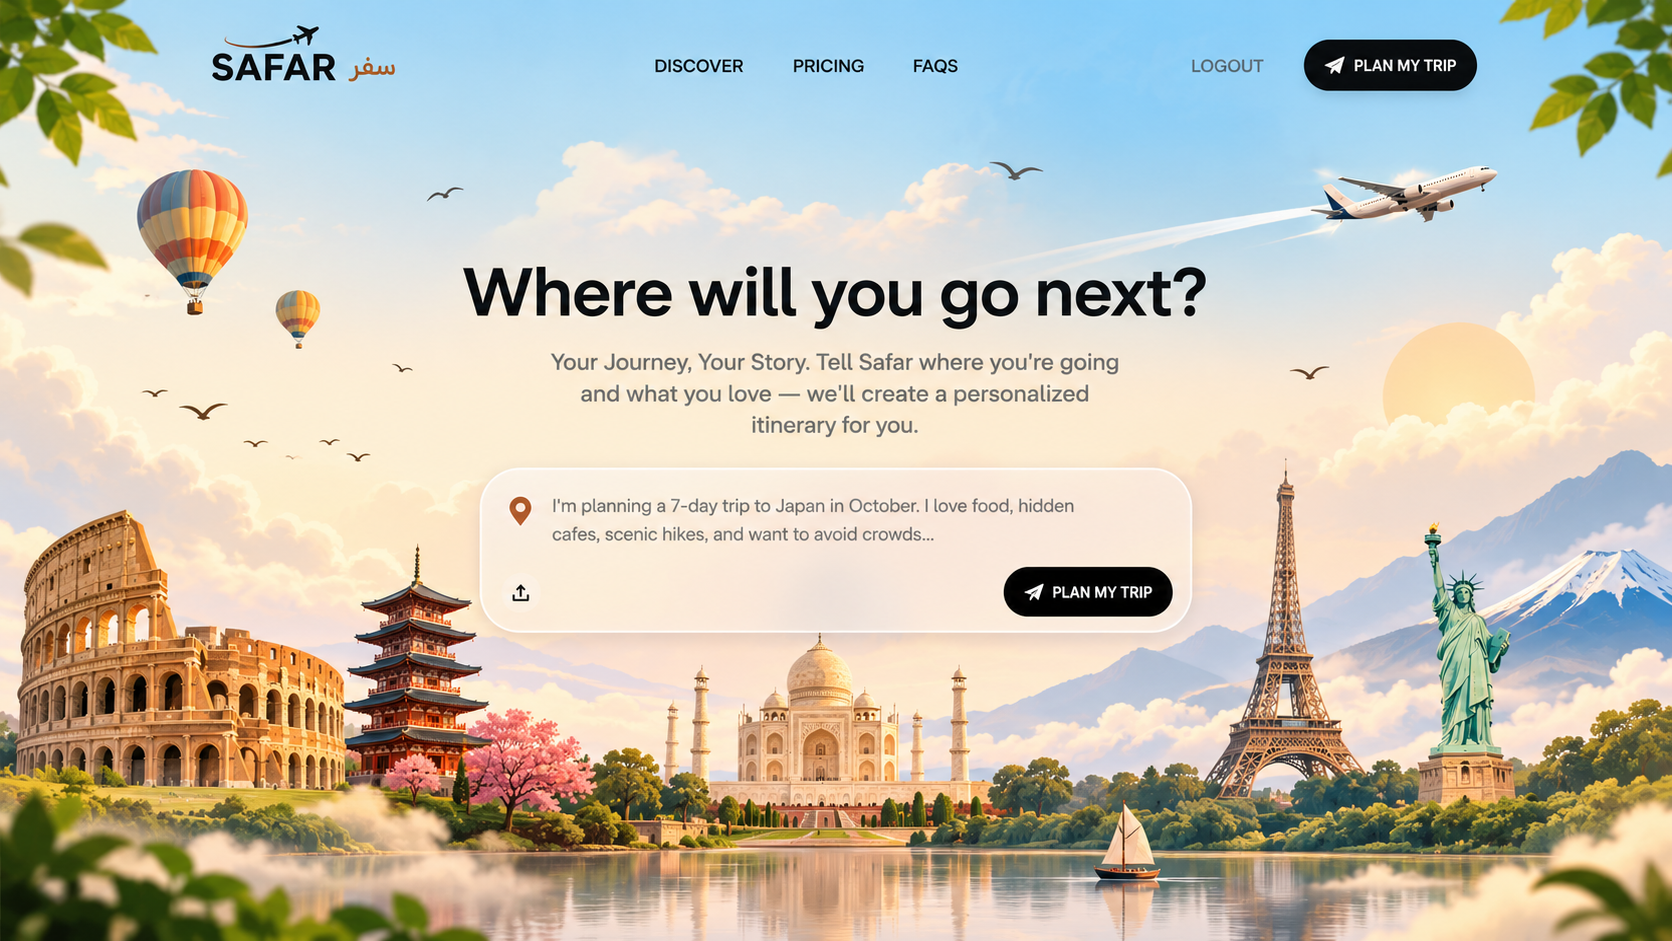 SAFAR سفر
DISCOVER
PRICING
FAQS
LOGOUT
PLAN MY TRIP
Where will you go next?
Your Journey, Your Story. Tell Safar where you're going
and what you love — we'll create a personalized
itinerary for you.
I'm planning a 7-day trip to Japan in October. I love food, hidden
cafes, scenic hikes, and want to avoid crowds...
PLAN MY TRIP